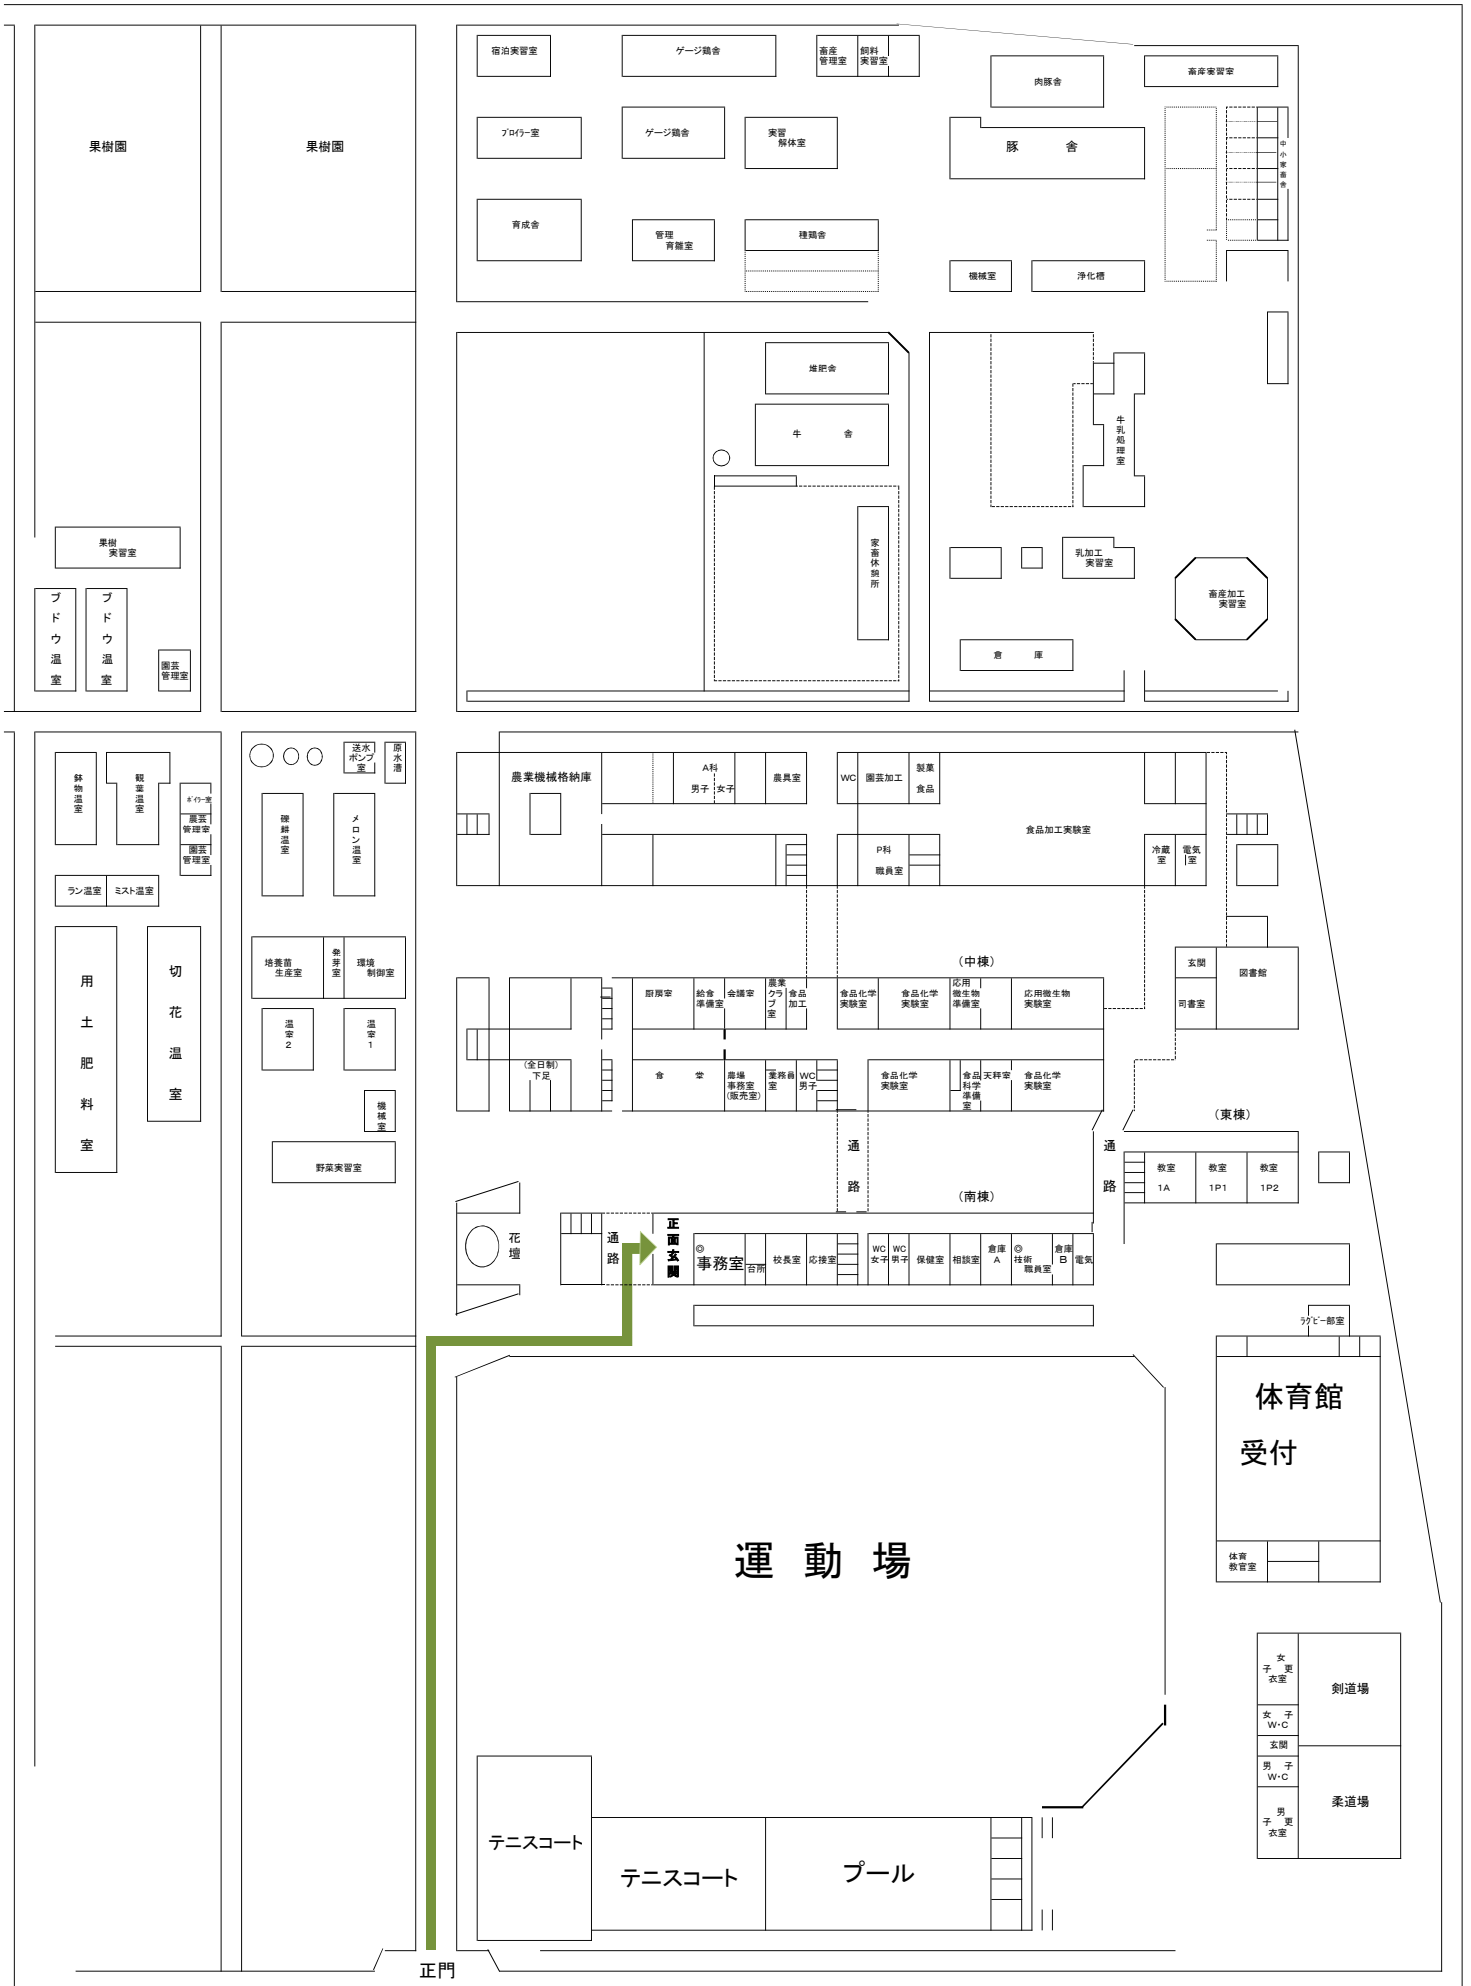 宿泊実習室
ゲージ鶏舎
畜産
管理室
飼料
実習室
肉豚舎
畜産実習室
果樹園
果樹園
ブロイラー室
ゲージ鶏舎
実習
解体室
豚 舎
中小家畜舎
育成舎
管理
育雛室
種鶏舎
機械室
浄化槽
堆肥舎
牛 舎
牛乳処理室
果樹
実習室
家畜休憩所
乳加工
実習室
畜産加工
実習室
ブドウ温室
ブドウ温室
園芸
管理室
倉 庫
鉢物温室
観葉温室
ボイラー室
農芸
管理室
園芸
管理室
送水
ポンプ
室
原水漕
礫耕温室
メロン温室
農業機械格納庫
A科
男子
女子
農具室
WC
園芸加工
製菓
食品
食品加工実験室
P科
職員室
冷蔵
室
電気
室
ラン温室
ミスト温室
用土肥料室
切花温室
培養苗
生産室
発芽室
環境
制御室
(中棟)
玄関
図書館
司書室
厨房室
給食
準備室
会議室
農業
クラブ
室
食品
加工
食品化学
実験室
食品化学
実験室
応用
微生物
準備室
応用微生物
実験室
温室2
温室1
(全日制)
下足
食 堂
農場
事務室
(販売室)
業務員
室
WC
男子
食品化学
実験室
食品
科学
準備
室
天秤室
食品化学
実験室
機械室
(東棟)
野菜実習室
通路
通路
教室
1A
教室
1P1
教室
1P2
(南棟)
花壇
通路
正面玄関
◎
事務室
台所
校長室
応接室
WC
女子
WC
男子
保健室
相談室
倉庫
A
◎
技術
職員室
倉庫
B
電気
ラグビー部室
体育館
受付
運動場
体育
教官室
女
子 更
衣室
剣道場
女 子
W・C
玄関
男 子
W・C
男
子 更
衣室
柔道場
テニスコート
テニスコート
プール
正門